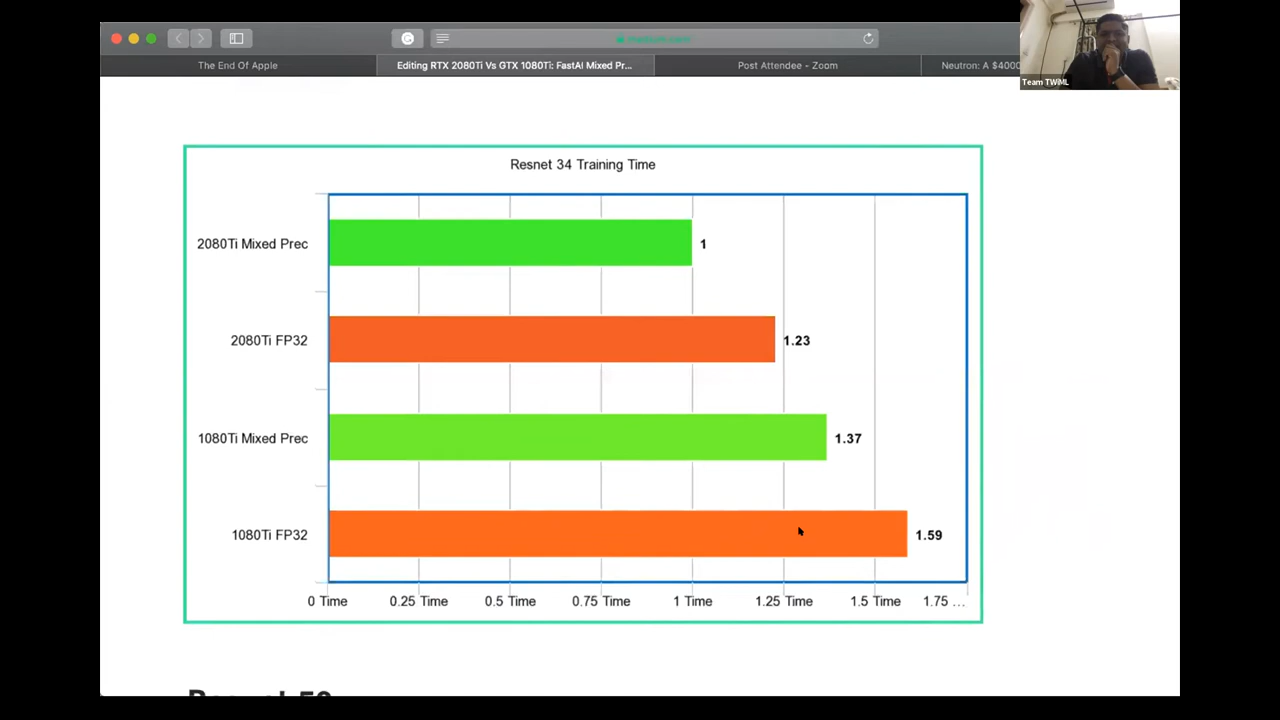 The End Of Apple
Editing RTX 2080Ti Vs GTX 1080Ti: FastAI Mixed Pr...
Post Attendee - Zoom
Neutron: A $4000
Team TWiML
Resnet 34 Training Time
2080Ti Mixed Prec
1
2080Ti FP32
1.23
1080Ti Mixed Prec
1.37
1080Ti FP32
1.59
0 Time 0.25 Time 0.5 Time 0.75 Time 1 Time 1.25 Time 1.5 Time 1.75 ...